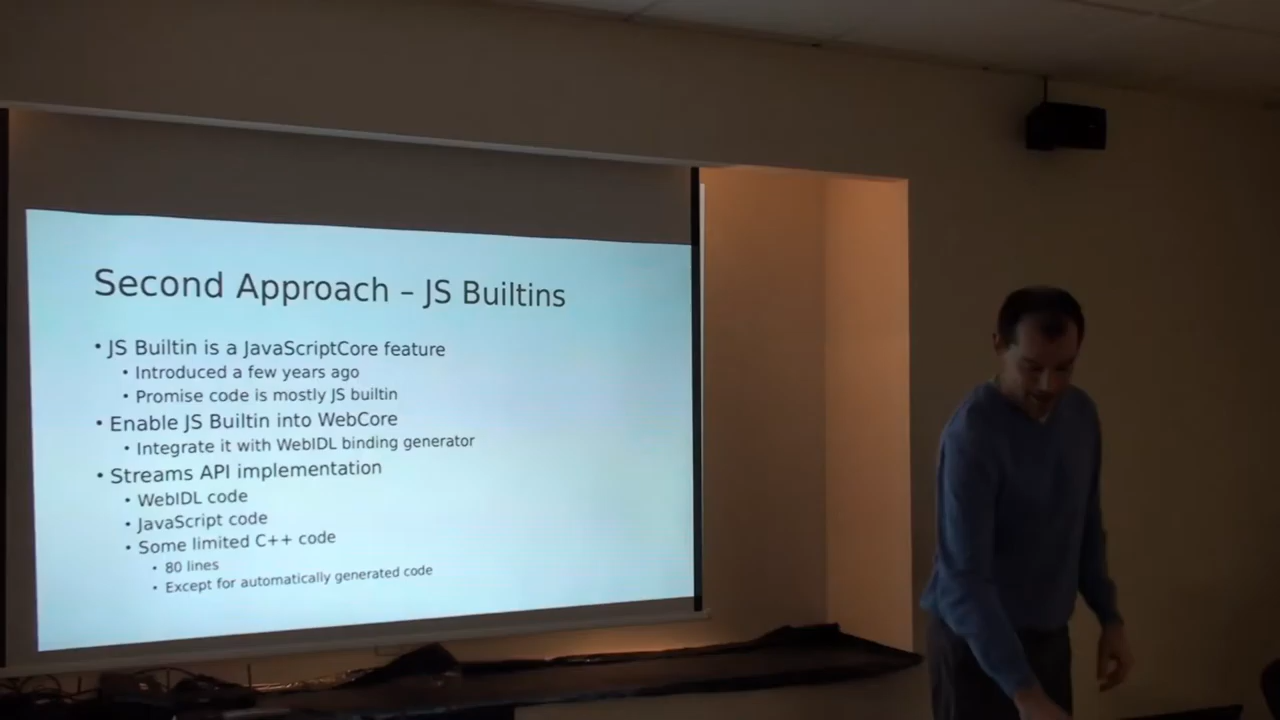 Second Approach – JS Builtins
• JS Builtin is a JavaScriptCore feature
• Introduced a few years ago
• Promise code is mostly JS builtin
• Enable JS Builtin into WebCore
• Integrate it with WebIDL binding generator
• Streams API implementation
• WebIDL code
• JavaScript code
• Some limited C++ code
• 80 lines
• Except for automatically generated code